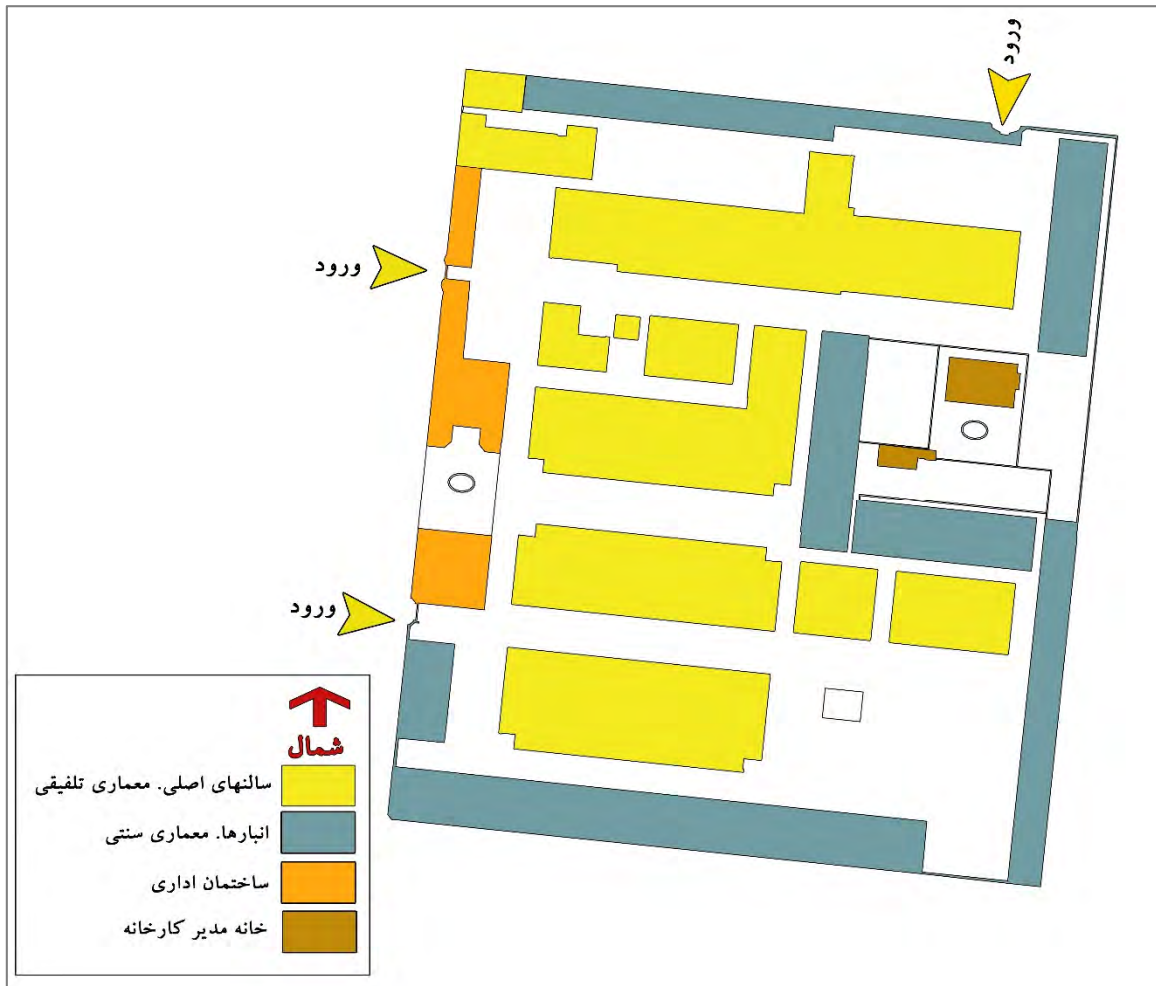 ورود
ورود
ورود
شمال
سالنهای اصلی. معماری تلفیقی
انبارها. معماری سنتی
ساختمان اداری
خانه مدیر کارخانه